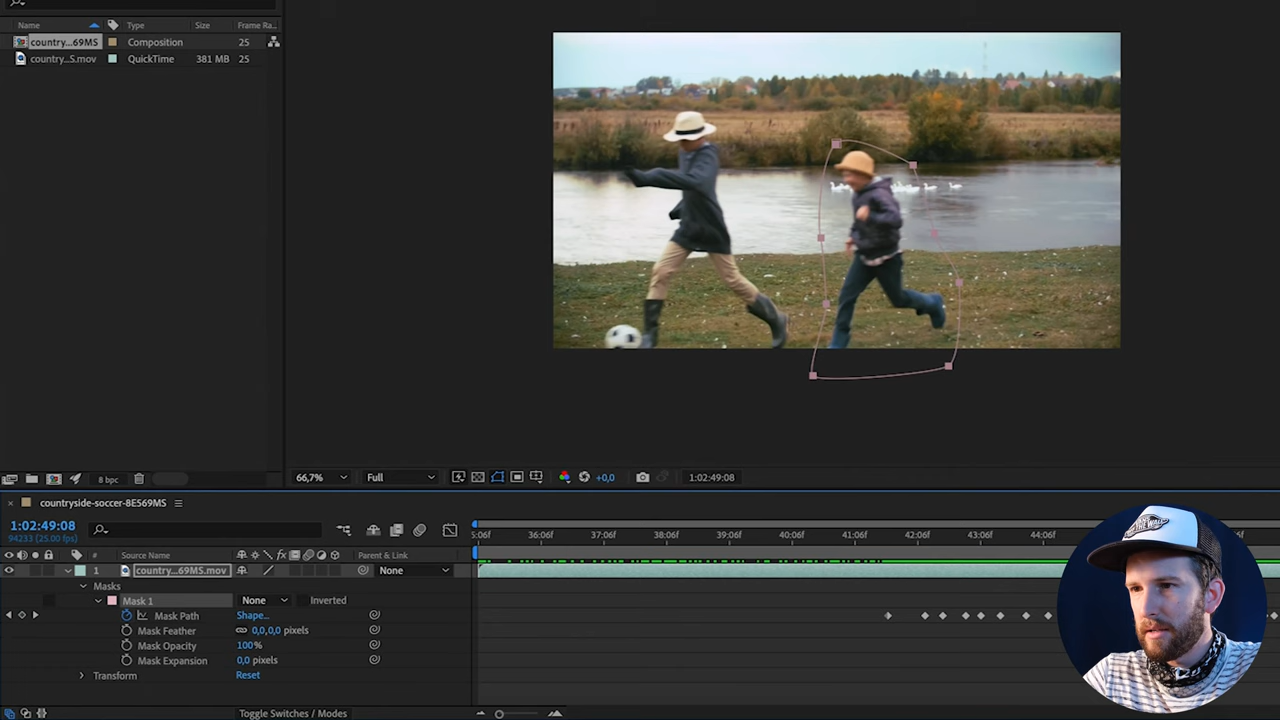 Name Type Size Frame Ra..
country...69MS Composition 25
country...S.mov QuickTime 381 MB 25
8 bpc
66,7% Full +0,0 1:02:49:08
× countryside-soccer-8ES69MS
1:02:49:08
94233 (25.00 fps)
5:06f 36:06f 37:06f 38:06f 39:06f 40:06f 41:06f 42:06f 43:06f 44:06f
# Source Name Parent & Link
1 country...69MS.mov None
Masks
Mask 1 None Inverted
Mask Path Shape...
Mask Feather 0,0,0,0 pixels
Mask Opacity 100%
Mask Expansion 0,0 pixels
Transform Reset
Toggle Switches / Modes